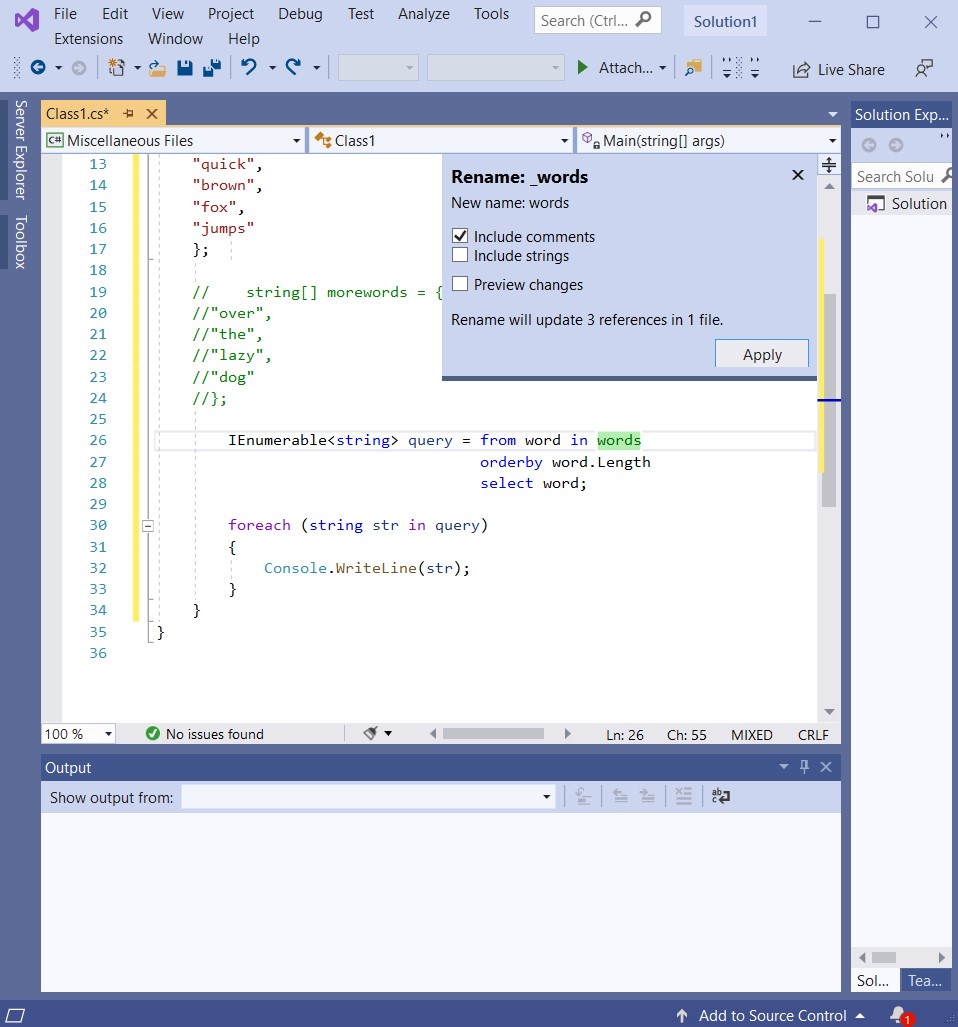 File Edit View Project Debug Test Analyze Tools Search (Ctrl... Solution1
Extensions Window Help
Attach... Live Share
Server Explorer
Toolbox
Class1.cs*
Miscellaneous Files Class1 Main(string[] args)
13 "quick",
14 "brown",
15 "fox",
16 "jumps"
17 };
18
19 // string[] morewords = {
20 //"over",
21 //"the",
22 //"lazy",
23 //"dog"
24 //};
25
26 IEnumerable<string> query = from word in words
27 orderby word.Length
28 select word;
29
30 foreach (string str in query)
31 {
32 Console.WriteLine(str);
33 }
34 }
35 }
36
Rename: _words
New name: words
Include comments
Include strings
Preview changes
Rename will update 3 references in 1 file.
Apply
100 % No issues found Ln: 26 Ch: 55 MIXED CRLF
Output
Show output from:
Solution Exp...
Search Solu
Solution
Sol... Tea...
Add to Source Control 1